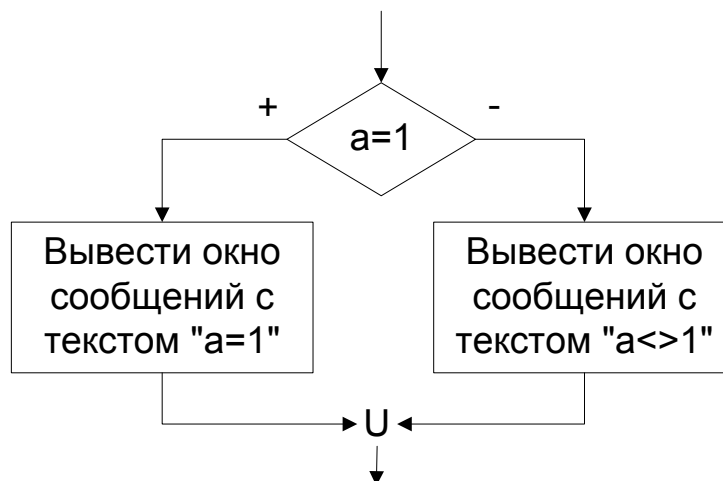 +
-
a=1
Вывести окно
сообщений с
текстом "a=1"
Вывести окно
сообщений с
текстом "a<>1"
U